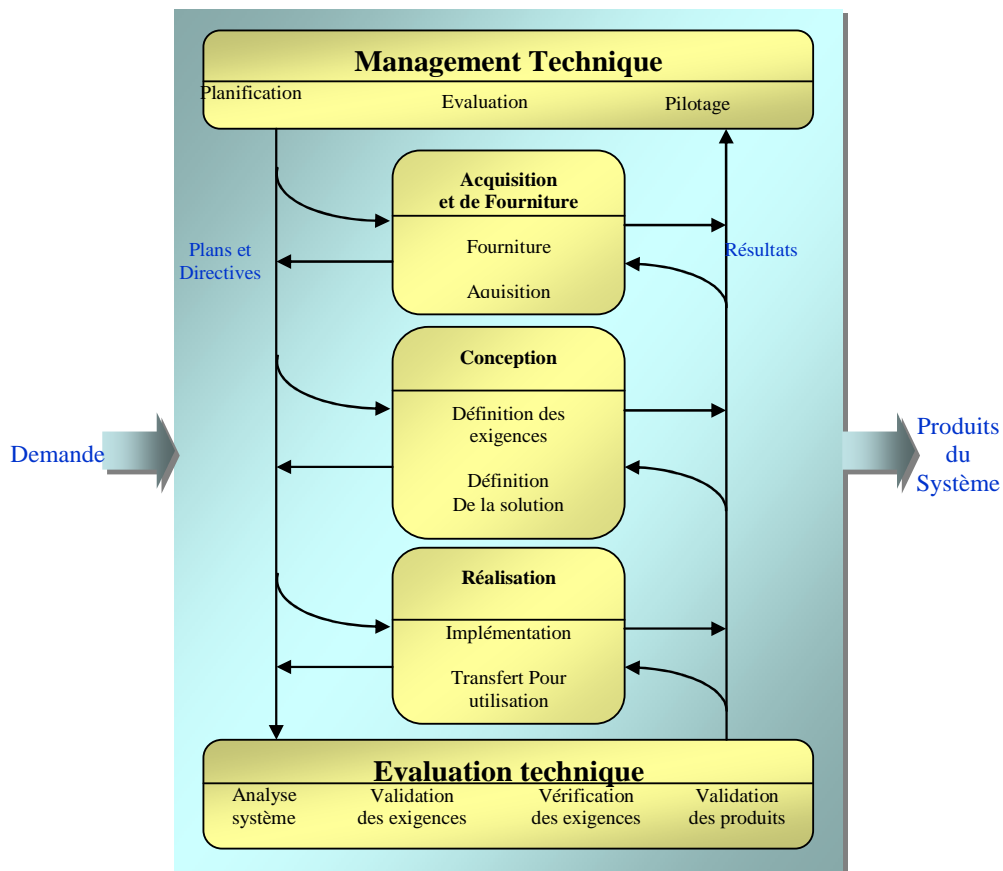 Management Technique
Planification
Evaluation
Pilotage
Acquisition
et de Fourniture
Fourniture
Aquisition
Plans et
Directives
Résultats
Conception
Définition des
exigences
Définition
De la solution
Demande
Produits
du
Système
Réalisation
Implémentation
Transfert Pour
utilisation
Evaluation technique
Analyse
système
Validation
des exigences
Vérification
des exigences
Validation
des produits